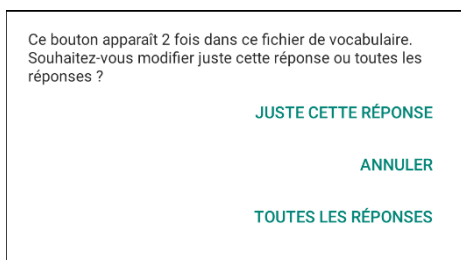 Ce bouton apparaît 2 fois dans ce fichier de vocabulaire.
Souhaitez-vous modifier juste cette réponse ou toutes les
réponses ?
JUSTE CETTE RÉPONSE
ANNULER
TOUTES LES RÉPONSES